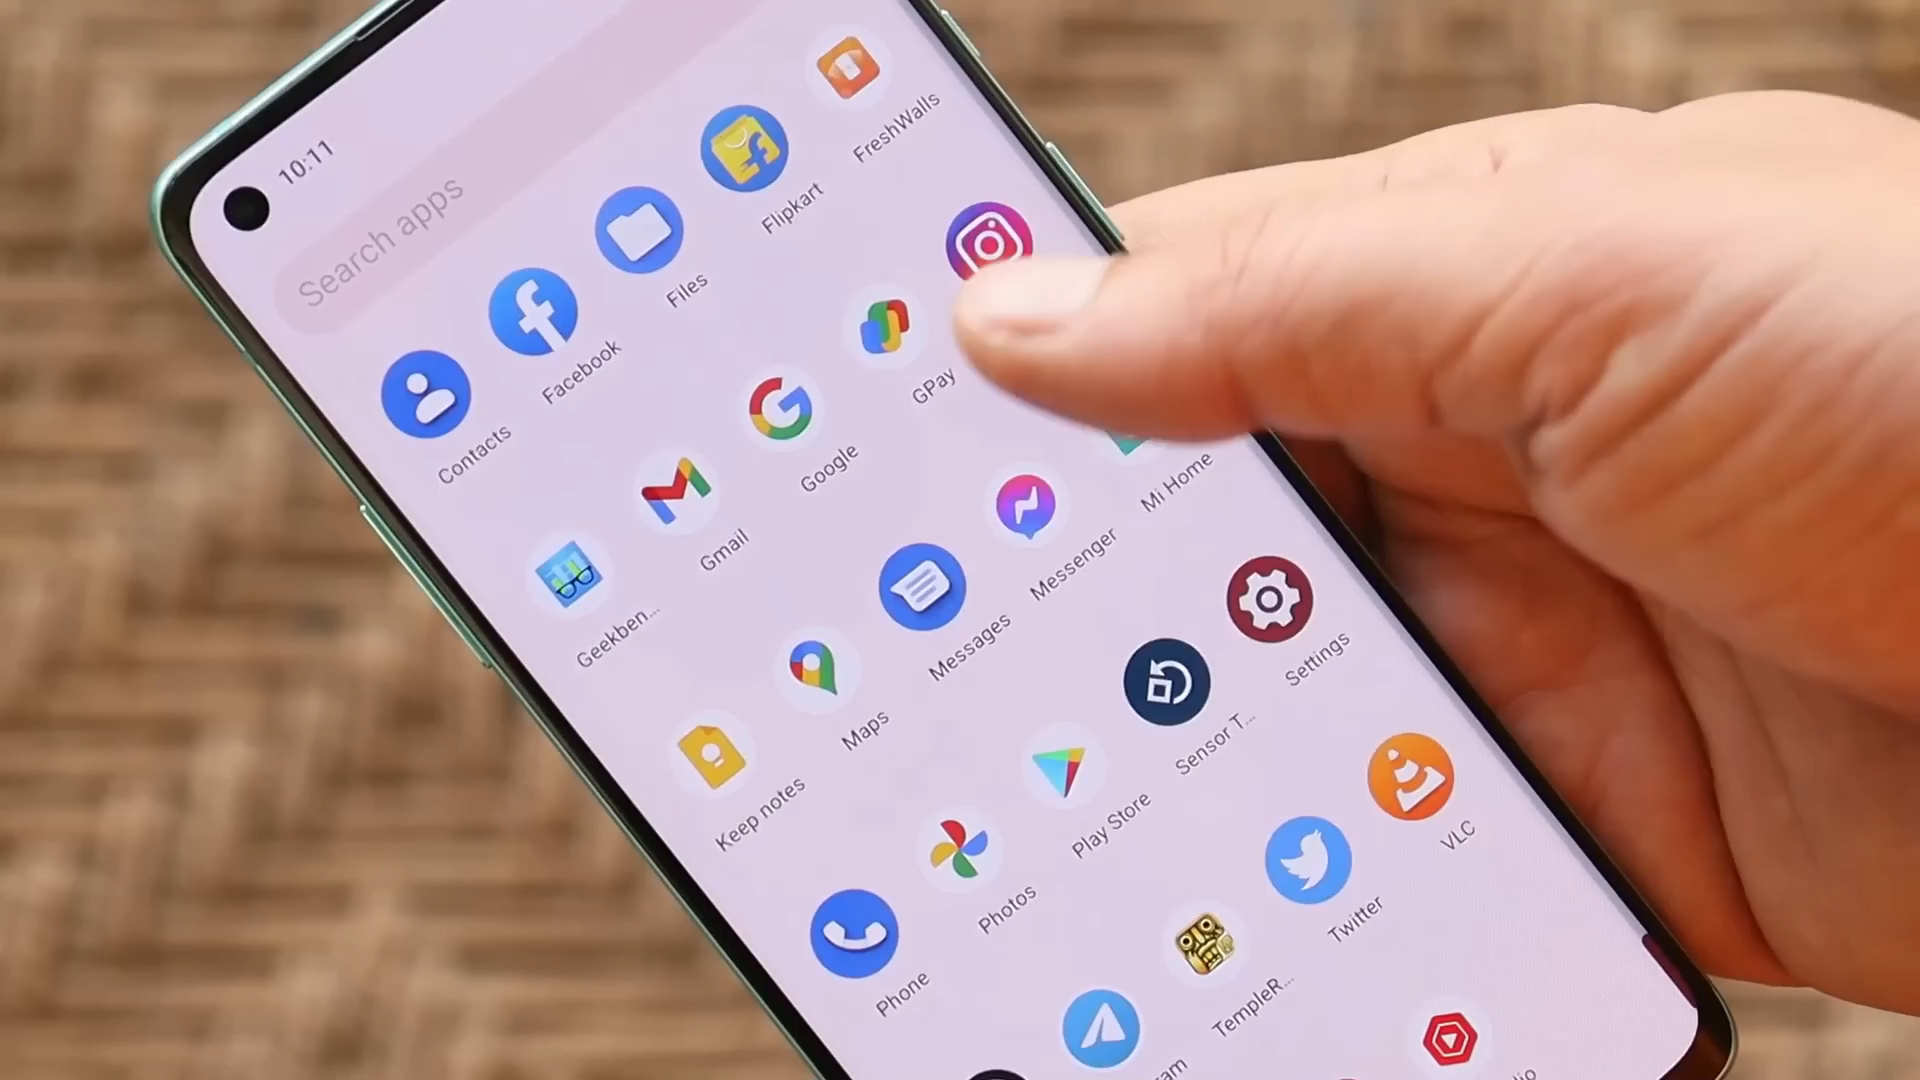 10:11
Search apps
Contacts
Facebook
Files
Flipkart
FreshWalls
Geekben...
Gmail
Google
GPay
Keep notes
Maps
Messages
Messenger
Mi Home
Phone
Photos
Play Store
Sensor T...
Settings
TempleR...
Twitter
VLC